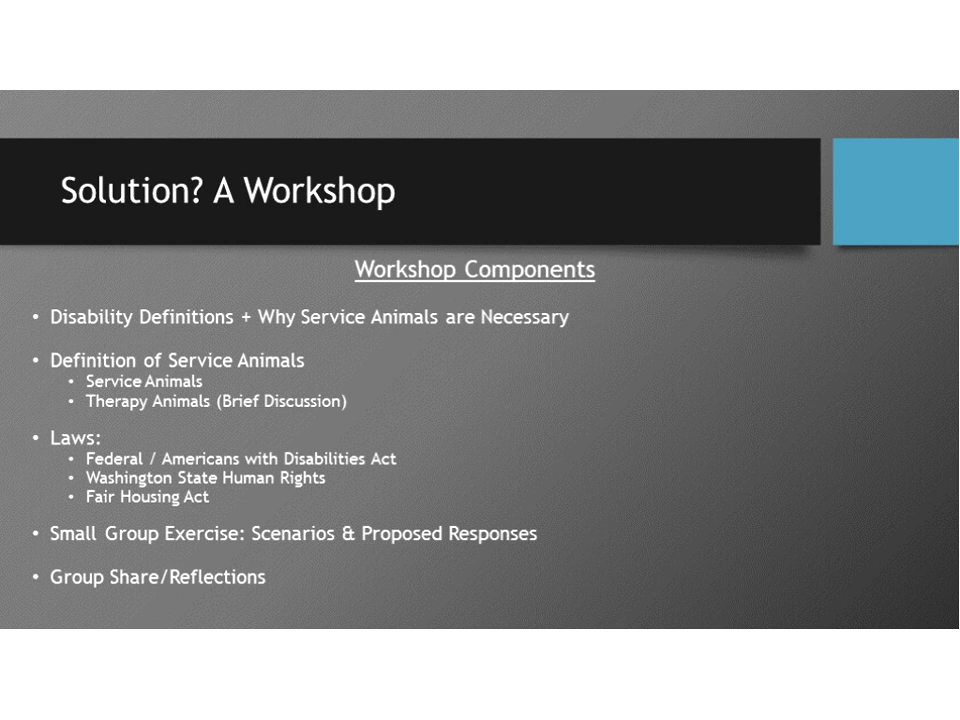 Solution? A Workshop
Workshop Components
• Disability Definitions + Why Service Animals are Necessary
• Definition of Service Animals
• Service Animals
• Therapy Animals (Brief Discussion)
• Laws:
• Federal / Americans with Disabilities Act
• Washington State Human Rights
• Fair Housing Act
• Small Group Exercise: Scenarios & Proposed Responses
• Group Share/Reflections